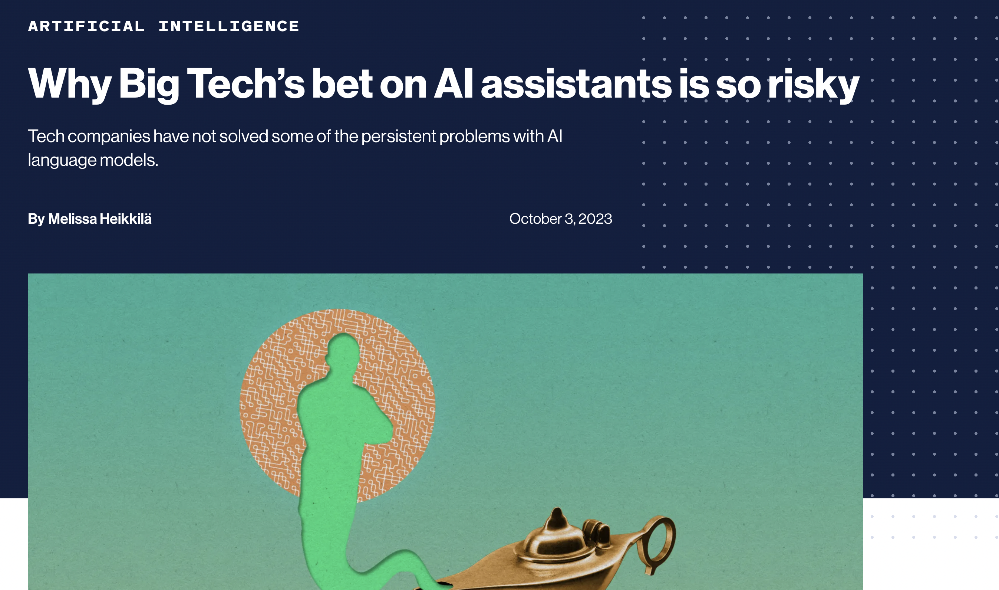 ARTIFICIAL INTELLIGENCE
Why Big Tech’s bet on AI assistants is so risky
Tech companies have not solved some of the persistent problems with AI
language models.
By Melissa Heikkilä
October 3, 2023